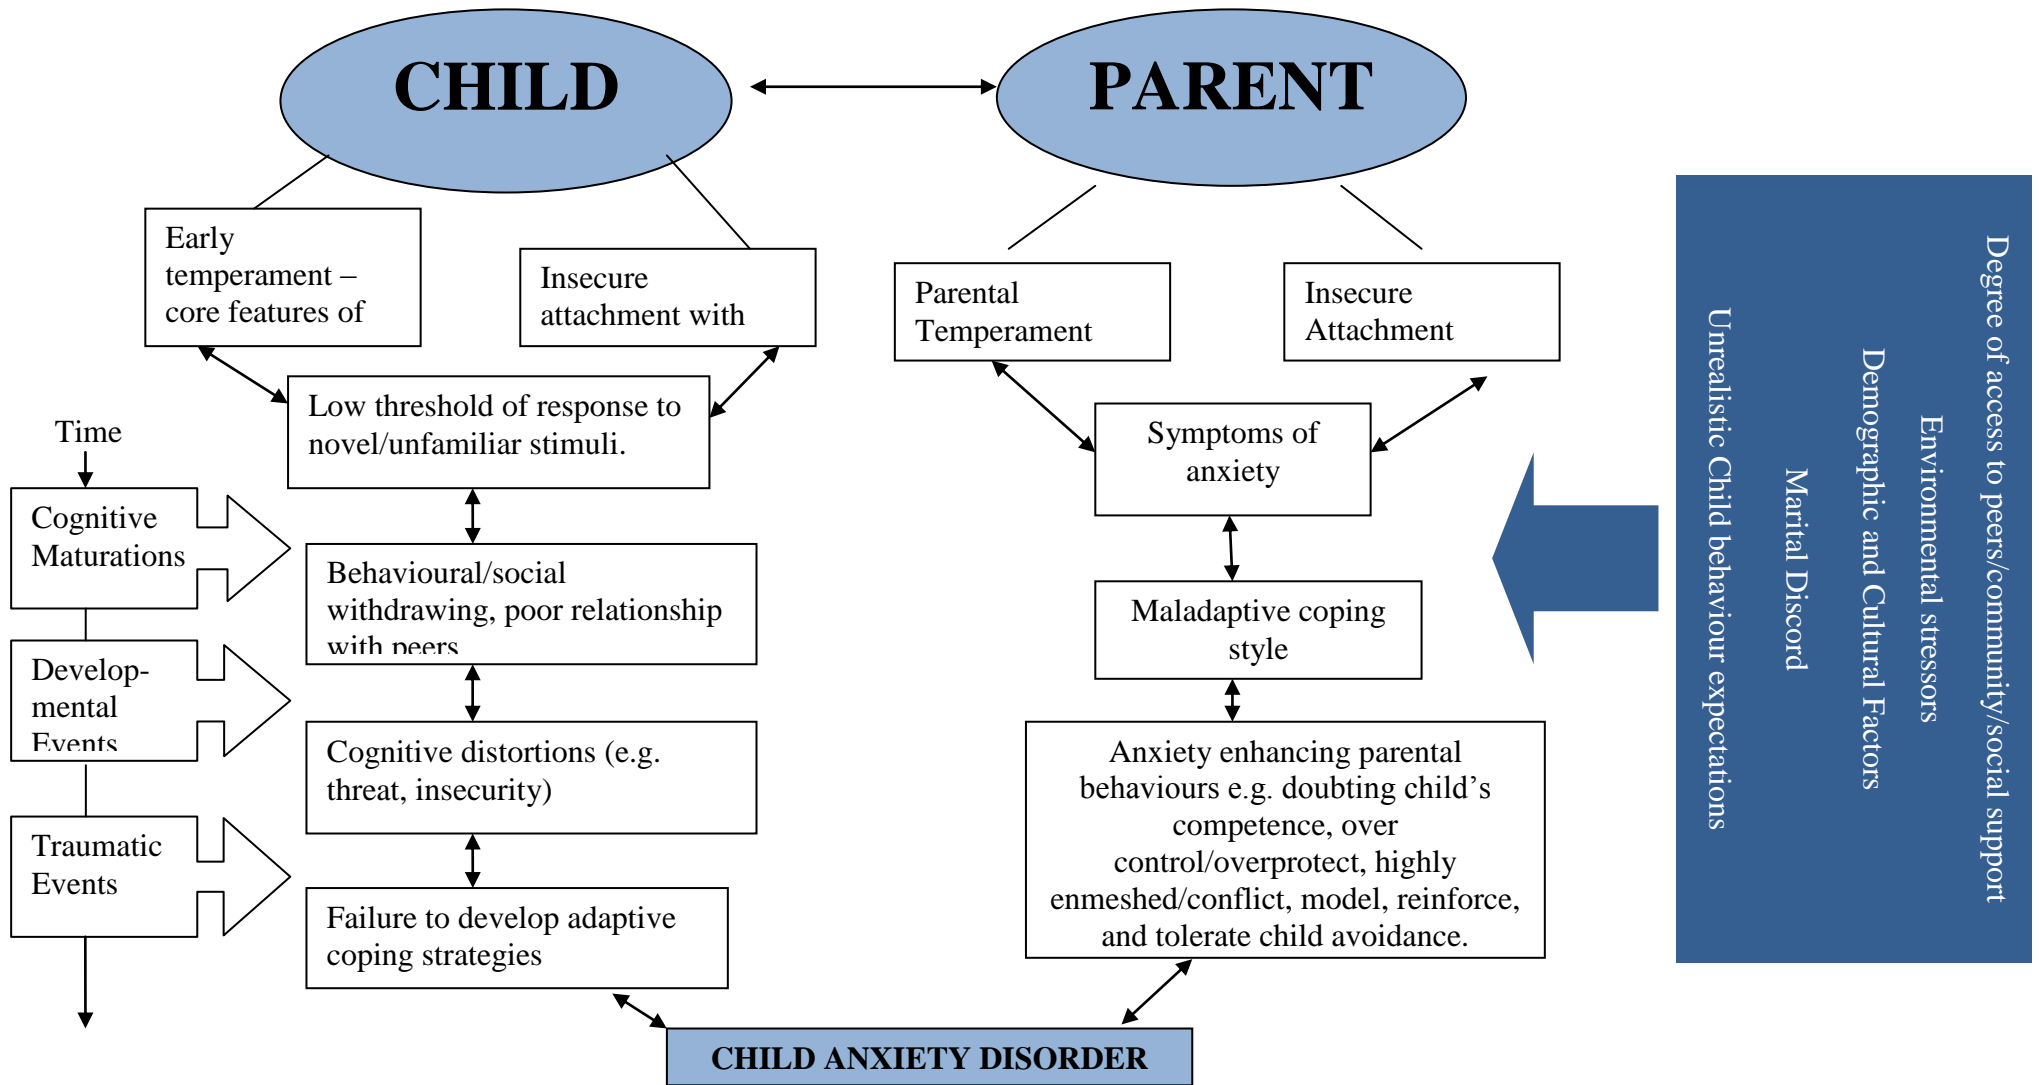 CHILD
PARENT
Early
temperament –
core features of
Insecure
attachment with
Parental
Temperament
Insecure
Attachment
Low threshold of response to
novel/unfamiliar stimuli.
Symptoms of
anxiety
Time
Cognitive
Maturations
Behavioural/social
withdrawing, poor relationship
with peers
Maladaptive coping
style
Develop-
mental
Events
Cognitive distortions (e.g.
threat, insecurity)
Anxiety enhancing parental
behaviours e.g. doubting child’s
competence, over
control/overprotect, highly
enmeshed/conflict, model, reinforce,
and tolerate child avoidance.
Traumatic
Events
Failure to develop adaptive
coping strategies
CHILD ANXIETY DISORDER
Degree of access to peers/community/social support
Environmental stressors
Demographic and Cultural Factors
Marital Discord
Unrealistic Child behaviour expectations